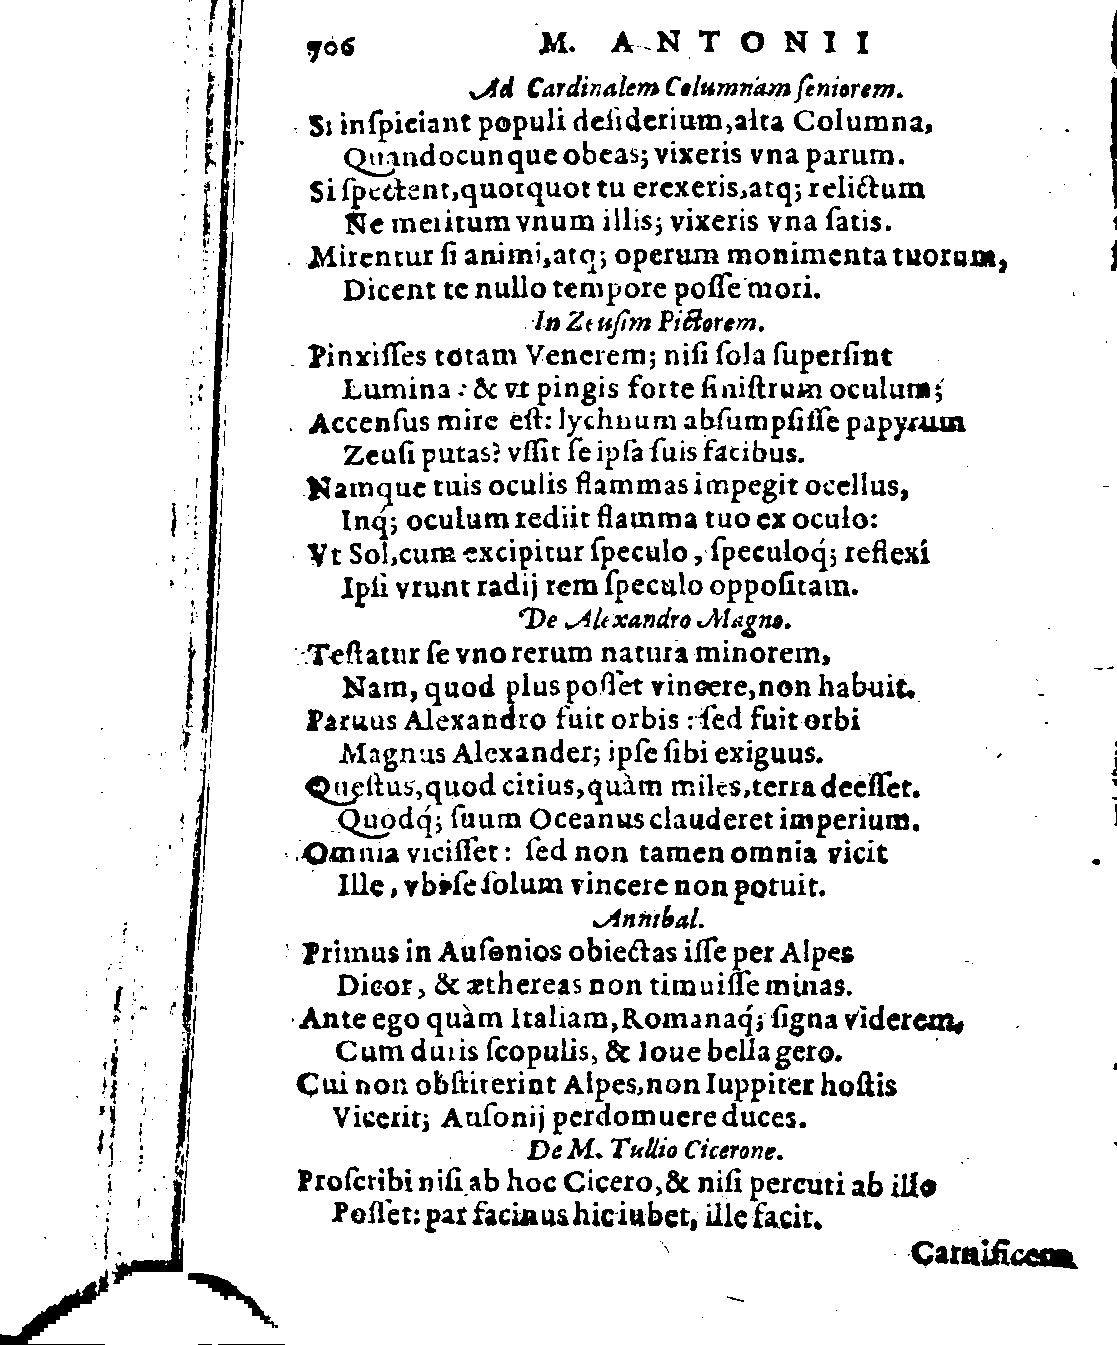 706 M. ANTONII
Ad Cardinalem Columnam ſeniorem.
Si inſpiciant populi deſiderium, alta Columna,
Quandocunque obeas; vixeris vna parum.
Si ſpectent, quotquot tu erexeris, atq; relictum
Ne meritum vnum illis; vixeris vna ſatis.
Mirentur ſi animi, atq; operum monimenta tuorum,
Dicent te nullo tempore poſſe mori.
In Zeuſim Pictorem.
Pinxiſſes totam Venerem; niſi ſola ſuperſint
Lumina: & vt pingis forte ſiniſtrum oculum;
Accenſus mire eſt: lychnum abſumpſiſſe papyrum
Zeuſi putas? vſſit ſe ipſa ſuis facibus.
Namque tuis oculis flammas impegit ocellus,
Inq́; oculum rediit flamma tuo ex oculo:
Vt Sol, cum excipitur ſpeculo, ſpeculoq́; reflexi
Ipſi vrunt radij rem ſpeculo oppoſitam.
De Alexandro Magno.
Teſtatur ſe vno rerum natura minorem,
Nam, quod plus poſſet vincere, non habuit.
Paruus Alexandro fuit orbis: ſed fuit orbi
Magnus Alexander; ipſe ſibi exiguus.
Queſtus, quod citius, quàm miles, terra deeſſet.
Quodq́; ſuum Oceanus clauderet imperium.
Omnia viciſſet: ſed non tamen omnia vicit
Ille, vbi ſe ſolum vincere non potuit.
Annibal.
Primus in Auſonios obiectas iſſe per Alpes
Dicor, & æthereas non timuiſſe minas.
Ante ego quàm Italiam, Romanaq́; ſigna viderem,
Cum duris ſcopulis, & Ioue bella gero.
Cui non obſtiterint Alpes, non Iuppiter hoſtis
Vicerit; Auſonij perdomuere duces.
De M. Tullio Cicerone.
Proſcribi niſi ab hoc Cicero, & niſi percuti ab illo
Poſſet: par facinus hic iubet, ille facit.
Carnificem